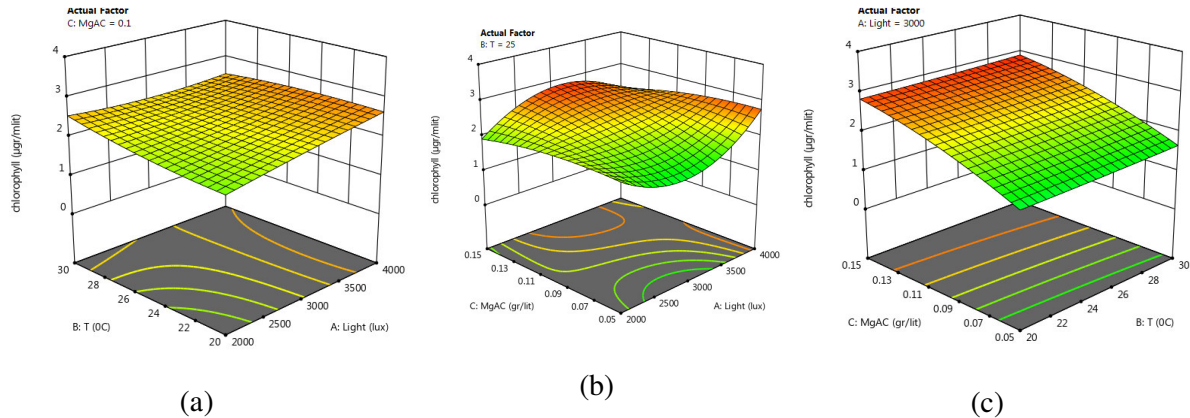 Actual Factor
C: MgAC = 0.1
4
3
2
1
0
chlorophyll (µgr/mlit)
30
28
26
24
22
20
B: T (0C)
2000
2500
3000
3500
4000
A: Light (lux)
(a)
Actual Factor
B: T = 25
4
3
2
1
0
chlorophyll (µgr/mlit)
0.15
0.13
0.11
0.09
0.07
0.05
C: MgAC (gr/lit)
2000
2500
3000
3500
4000
A: Light (lux)
(b)
Actual Factor
A: Light = 3000
4
3
2
1
0
chlorophyll (µgr/mlit)
0.15
0.13
0.11
0.09
0.07
0.05
C: MgAC (gr/lit)
20
22
24
26
28
30
B: T (0C)
(c)